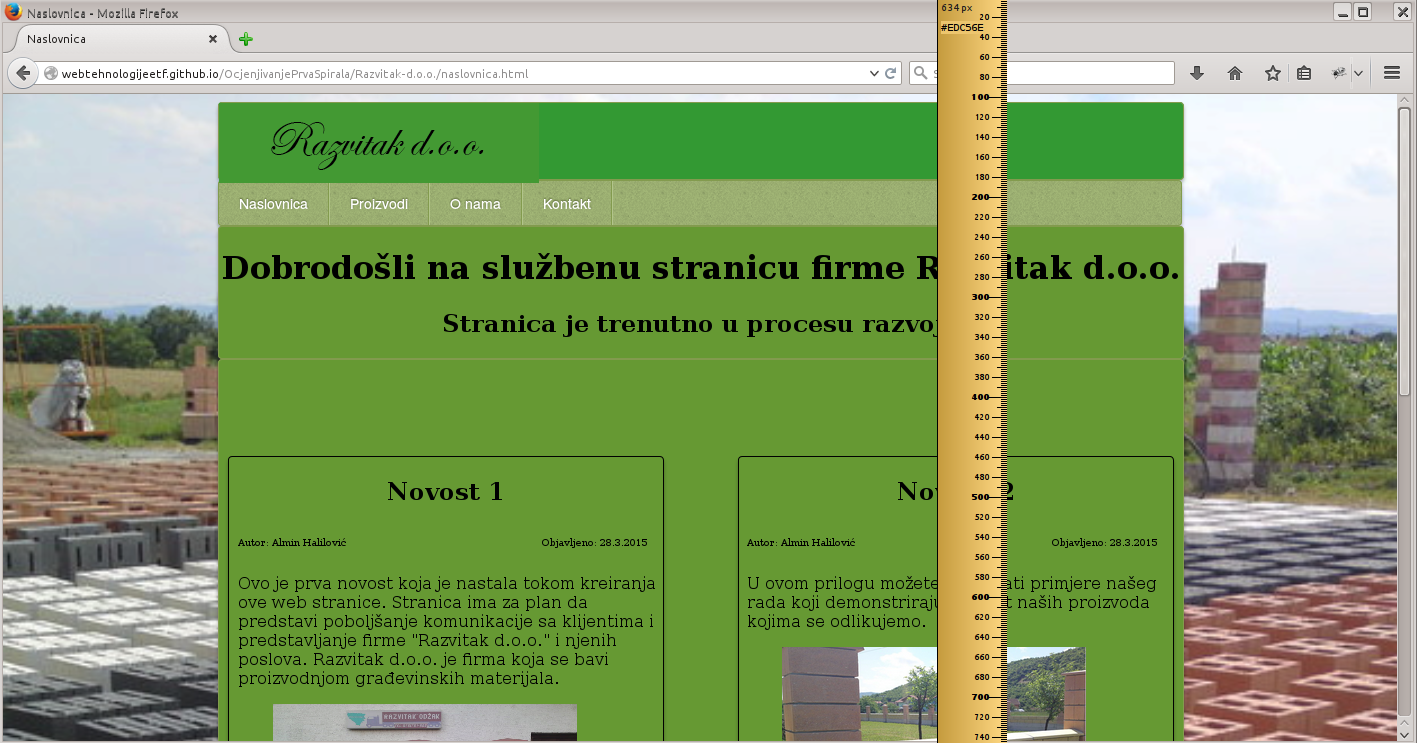 Naslovnica - Mozilla Firefox
Naslovnica
webtehnologijeetf.github.io/OcjenjivanjePrvaSpirala/Razvitak-d.o.o./naslovnica.html
634 px
#EDC56E
20
40
60
80
100
120
140
160
180
200
220
240
260
280
300
320
340
360
380
400
420
440
460
480
500
520
540
560
580
600
620
640
660
680
700
720
740
Razvitak d.o.o.
Naslovnica Proizvodi O nama Kontakt
Dobrodošli na službenu stranicu firme R itak d.o.o.
Stranica je trenutno u procesu razvoj
Novost 1
Autor: Almin Halilović Objavljeno: 28.3.2015
Ovo je prva novost koja je nastala tokom kreiranja
ove web stranice. Stranica ima za plan da
predstavi poboljšanje komunikacije sa klijentima i
predstavljanje firme "Razvitak d.o.o." i njenih
poslova. Razvitak d.o.o. je firma koja se bavi
proizvodnjom građevinskih materijala.
RAZVITAK ODŽAK
No 2
Autor: Almin Halilović Objavljeno: 28.3.2015
U ovom prilogu možete ati primjere našeg
rada koji demonstriraju t naših proizvoda
kojima se odlikujemo.